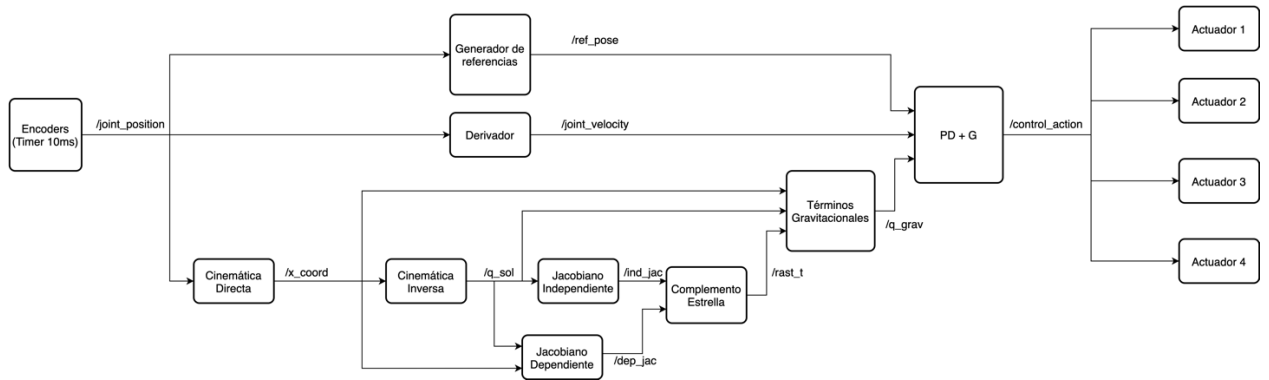 Encoders
(Timer 10ms)
/joint_position
Generador de
referencias
/ref_pose
Derivador
/joint_velocity
Cinemática
Directa
/x_coord
Cinemática
Inversa
/q_sol
Jacobiano
Independiente
/ind_jac
Jacobiano
Dependiente
/dep_jac
Complemento
Estrella
/rast_t
Términos
Gravitacionales
/q_grav
PD + G
/control_action
Actuador 1
Actuador 2
Actuador 3
Actuador 4